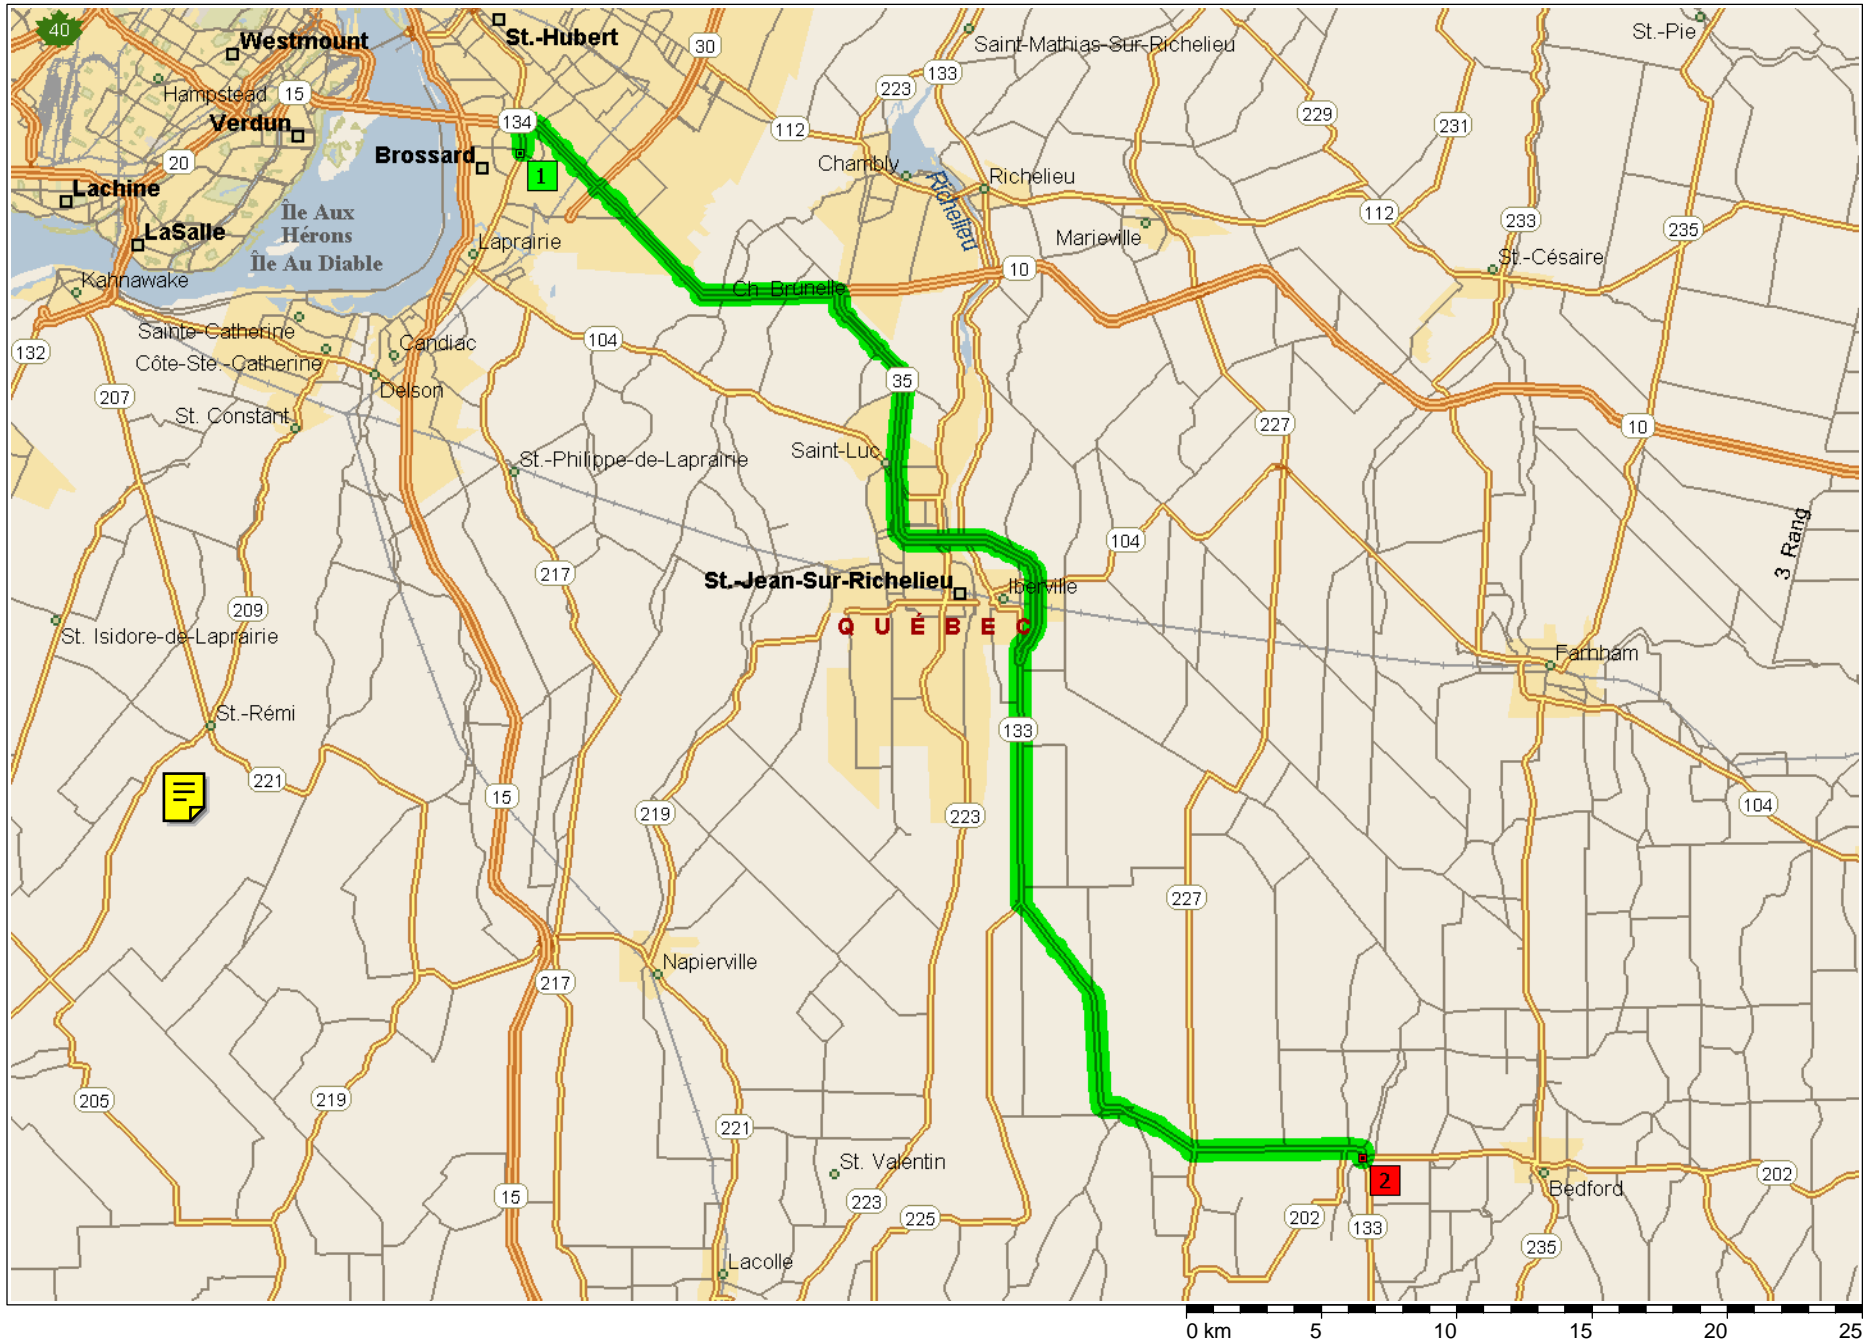 40
Westmount
St.-Hubert
30
St.-Pie
Saint-Mathias-Sur-Richelieu
133
223
Hampstead
15
229
231
Verdun
134
112
20
Brossard
1
Chambly
Richelieu
Richelieu
Lachine
112
233
235
Île Aux
Hérons
LaSalle
Laprairie
Marieville
Île Au Diable
10
St.-Césaire
Kahnawake
Ch Brunelle
Sainte-Catherine
104
Candiac
132
Côte-Ste.-Catherine
35
Delson
207
St. Constant
227
10
Saint-Luc
St.-Philippe-de-Laprairie
3 Rang
104
217
St.-Jean-Sur-Richelieu
Iberville
209
QUÉBEC
St. Isidore-de-Laprairie
Farnham
St.-Rémi
133
221
15
219
223
104
227
Napierville
217
205
219
221
St. Valentin
2
202
Bedford
15
223
225
202
133
235
Lacolle
0 km 5 10 15 20 25